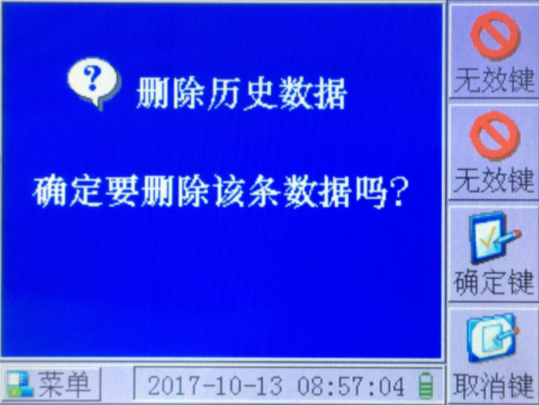 删除历史数据
确定要删除该条数据吗?
无效键
无效键
确定键
取消键
菜单
2017-10-13 08:57:04